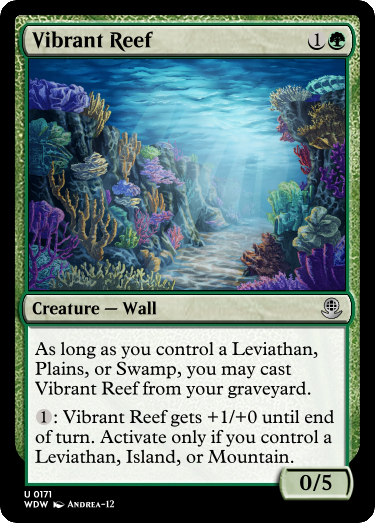 Vibrant Reef 1
Creature — Wall
As long as you control a Leviathan,
Plains, or Swamp, you may cast
Vibrant Reef from your graveyard.
1: Vibrant Reef gets +1/+0 until end
of turn. Activate only if you control a
Leviathan, Island, or Mountain.
0/5
U 0171
WDW Andrea-12